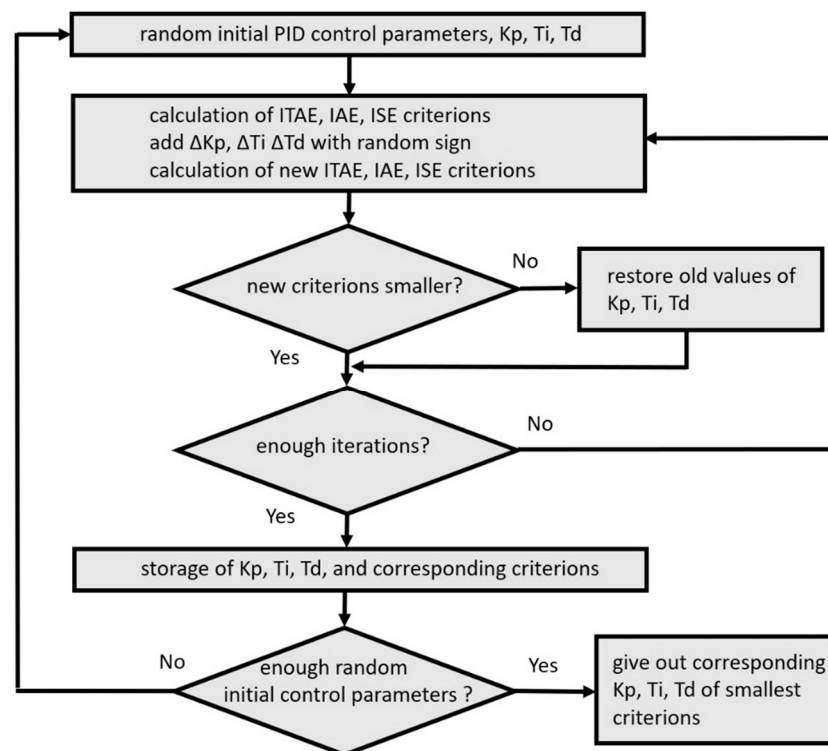 random initial PID control parameters, Kp, Ti, Td
calculation of ITAE, IAE, ISE criterions
add ΔKp, ΔTi ΔTd with random sign
calculation of new ITAE, IAE, ISE criterions
new criterions smaller?
No
restore old values of
Kp, Ti, Td
Yes
enough iterations?
No
Yes
storage of Kp, Ti, Td, and corresponding criterions
No
enough random
initial control parameters ?
Yes
give out corresponding
Kp, Ti, Td of smallest
criterions